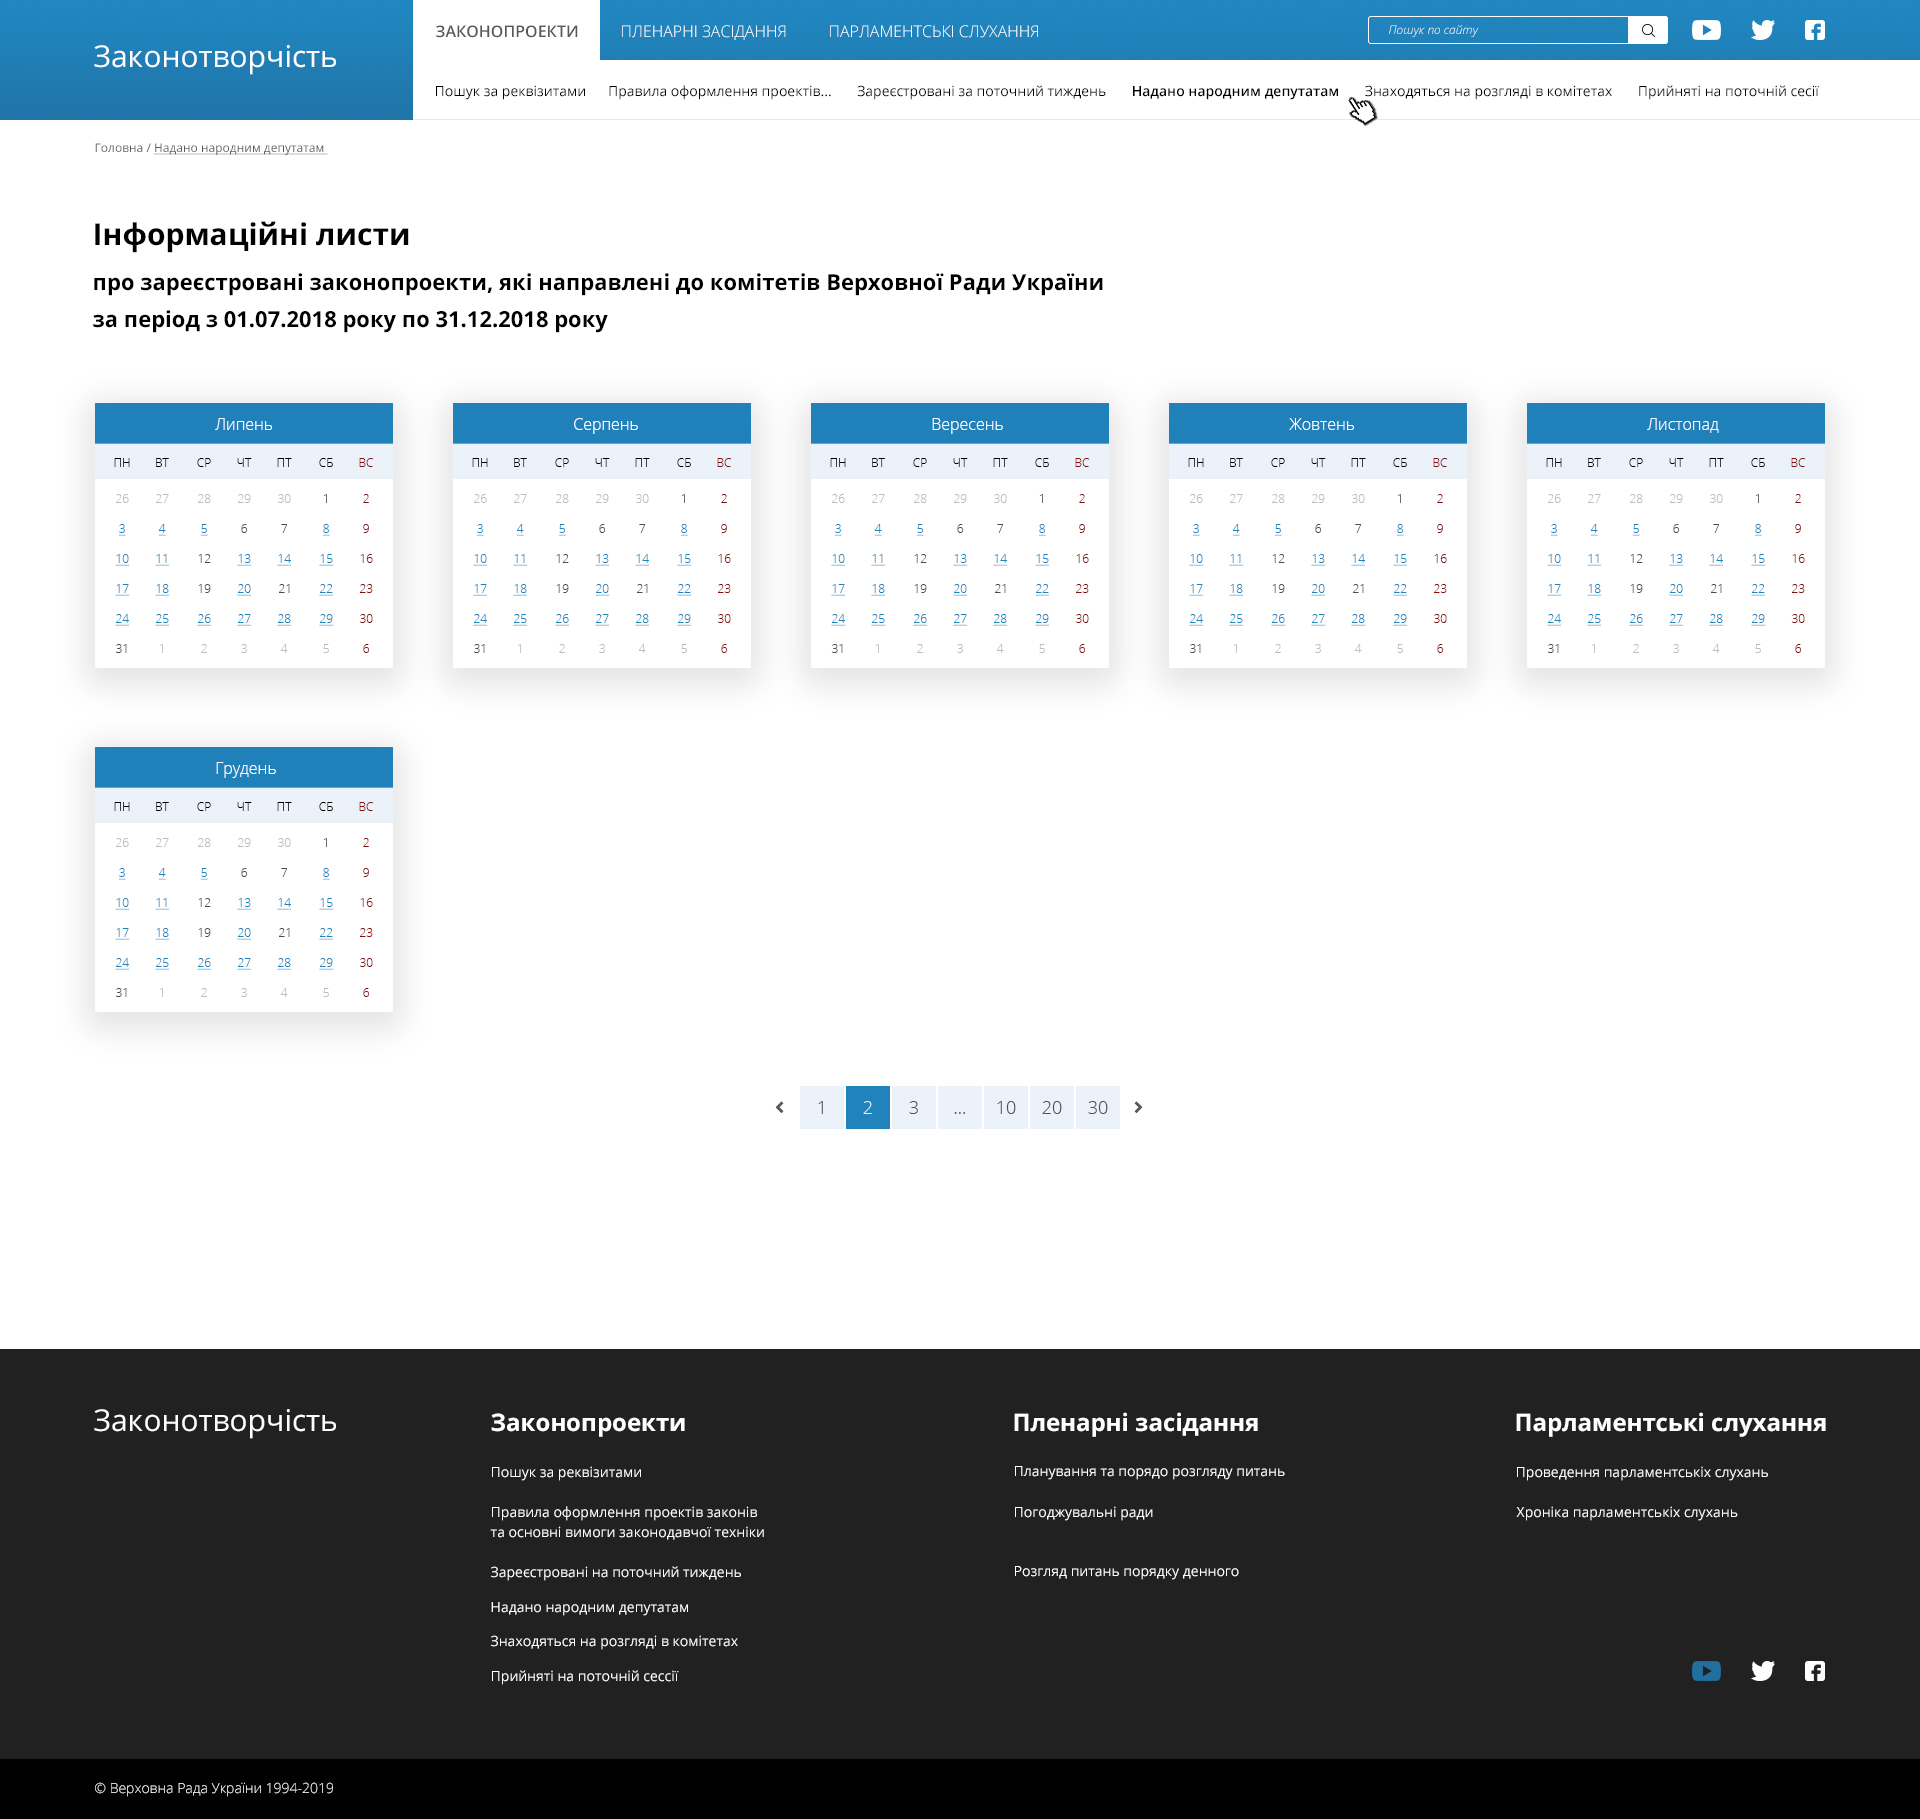 Законотворчість
ЗАКОНОПРОЕКТИ ПЛЕНАРНІ ЗАСІДАННЯ ПАРЛАМЕНТСЬКІ СЛУХАННЯ Пошук по сайту
Пошук за реквізитами Правила оформлення проектів... Зареєстровані за поточний тиждень Надано народним депутатам Знаходяться на розгляді в комітетах Прийняті на поточній сесії
Головна / Надано народним депутатам
Інформаційні листи
про зареєстровані законопроекти, які направлені до комітетів Верховної Ради України
за період з 01.07.2018 року по 31.12.2018 року
Липень
ПН ВТ СР ЧТ ПТ СБ ВС
26 27 28 29 30 1 2
3 4 5 6 7 8 9
10 11 12 13 14 15 16
17 18 19 20 21 22 23
24 25 26 27 28 29 30
31 1 2 3 4 5 6
Серпень
ПН ВТ СР ЧТ ПТ СБ ВС
26 27 28 29 30 1 2
3 4 5 6 7 8 9
10 11 12 13 14 15 16
17 18 19 20 21 22 23
24 25 26 27 28 29 30
31 1 2 3 4 5 6
Вересень
ПН ВТ СР ЧТ ПТ СБ ВС
26 27 28 29 30 1 2
3 4 5 6 7 8 9
10 11 12 13 14 15 16
17 18 19 20 21 22 23
24 25 26 27 28 29 30
31 1 2 3 4 5 6
Жовтень
ПН ВТ СР ЧТ ПТ СБ ВС
26 27 28 29 30 1 2
3 4 5 6 7 8 9
10 11 12 13 14 15 16
17 18 19 20 21 22 23
24 25 26 27 28 29 30
31 1 2 3 4 5 6
Листопад
ПН ВТ СР ЧТ ПТ СБ ВС
26 27 28 29 30 1 2
3 4 5 6 7 8 9
10 11 12 13 14 15 16
17 18 19 20 21 22 23
24 25 26 27 28 29 30
31 1 2 3 4 5 6
Грудень
ПН ВТ СР ЧТ ПТ СБ ВС
26 27 28 29 30 1 2
3 4 5 6 7 8 9
10 11 12 13 14 15 16
17 18 19 20 21 22 23
24 25 26 27 28 29 30
31 1 2 3 4 5 6
1 2 3 ... 10 20 30
Законотворчість
Законопроекти
Пошук за реквізитами
Правила оформлення проектів законів
та основні вимоги законодавчої техніки
Зареєстровані на поточний тиждень
Надано народним депутатам
Знаходяться на розгляді в комітетах
Прийняті на поточній сессії
Пленарні засідання
Планування та порядо розгляду питань
Погоджувальні ради
Розгляд питань порядку денного
Парламентські слухання
Проведення парламентськіх слухань
Хроніка парламентськіх слухань
© Верховна Рада України 1994-2019